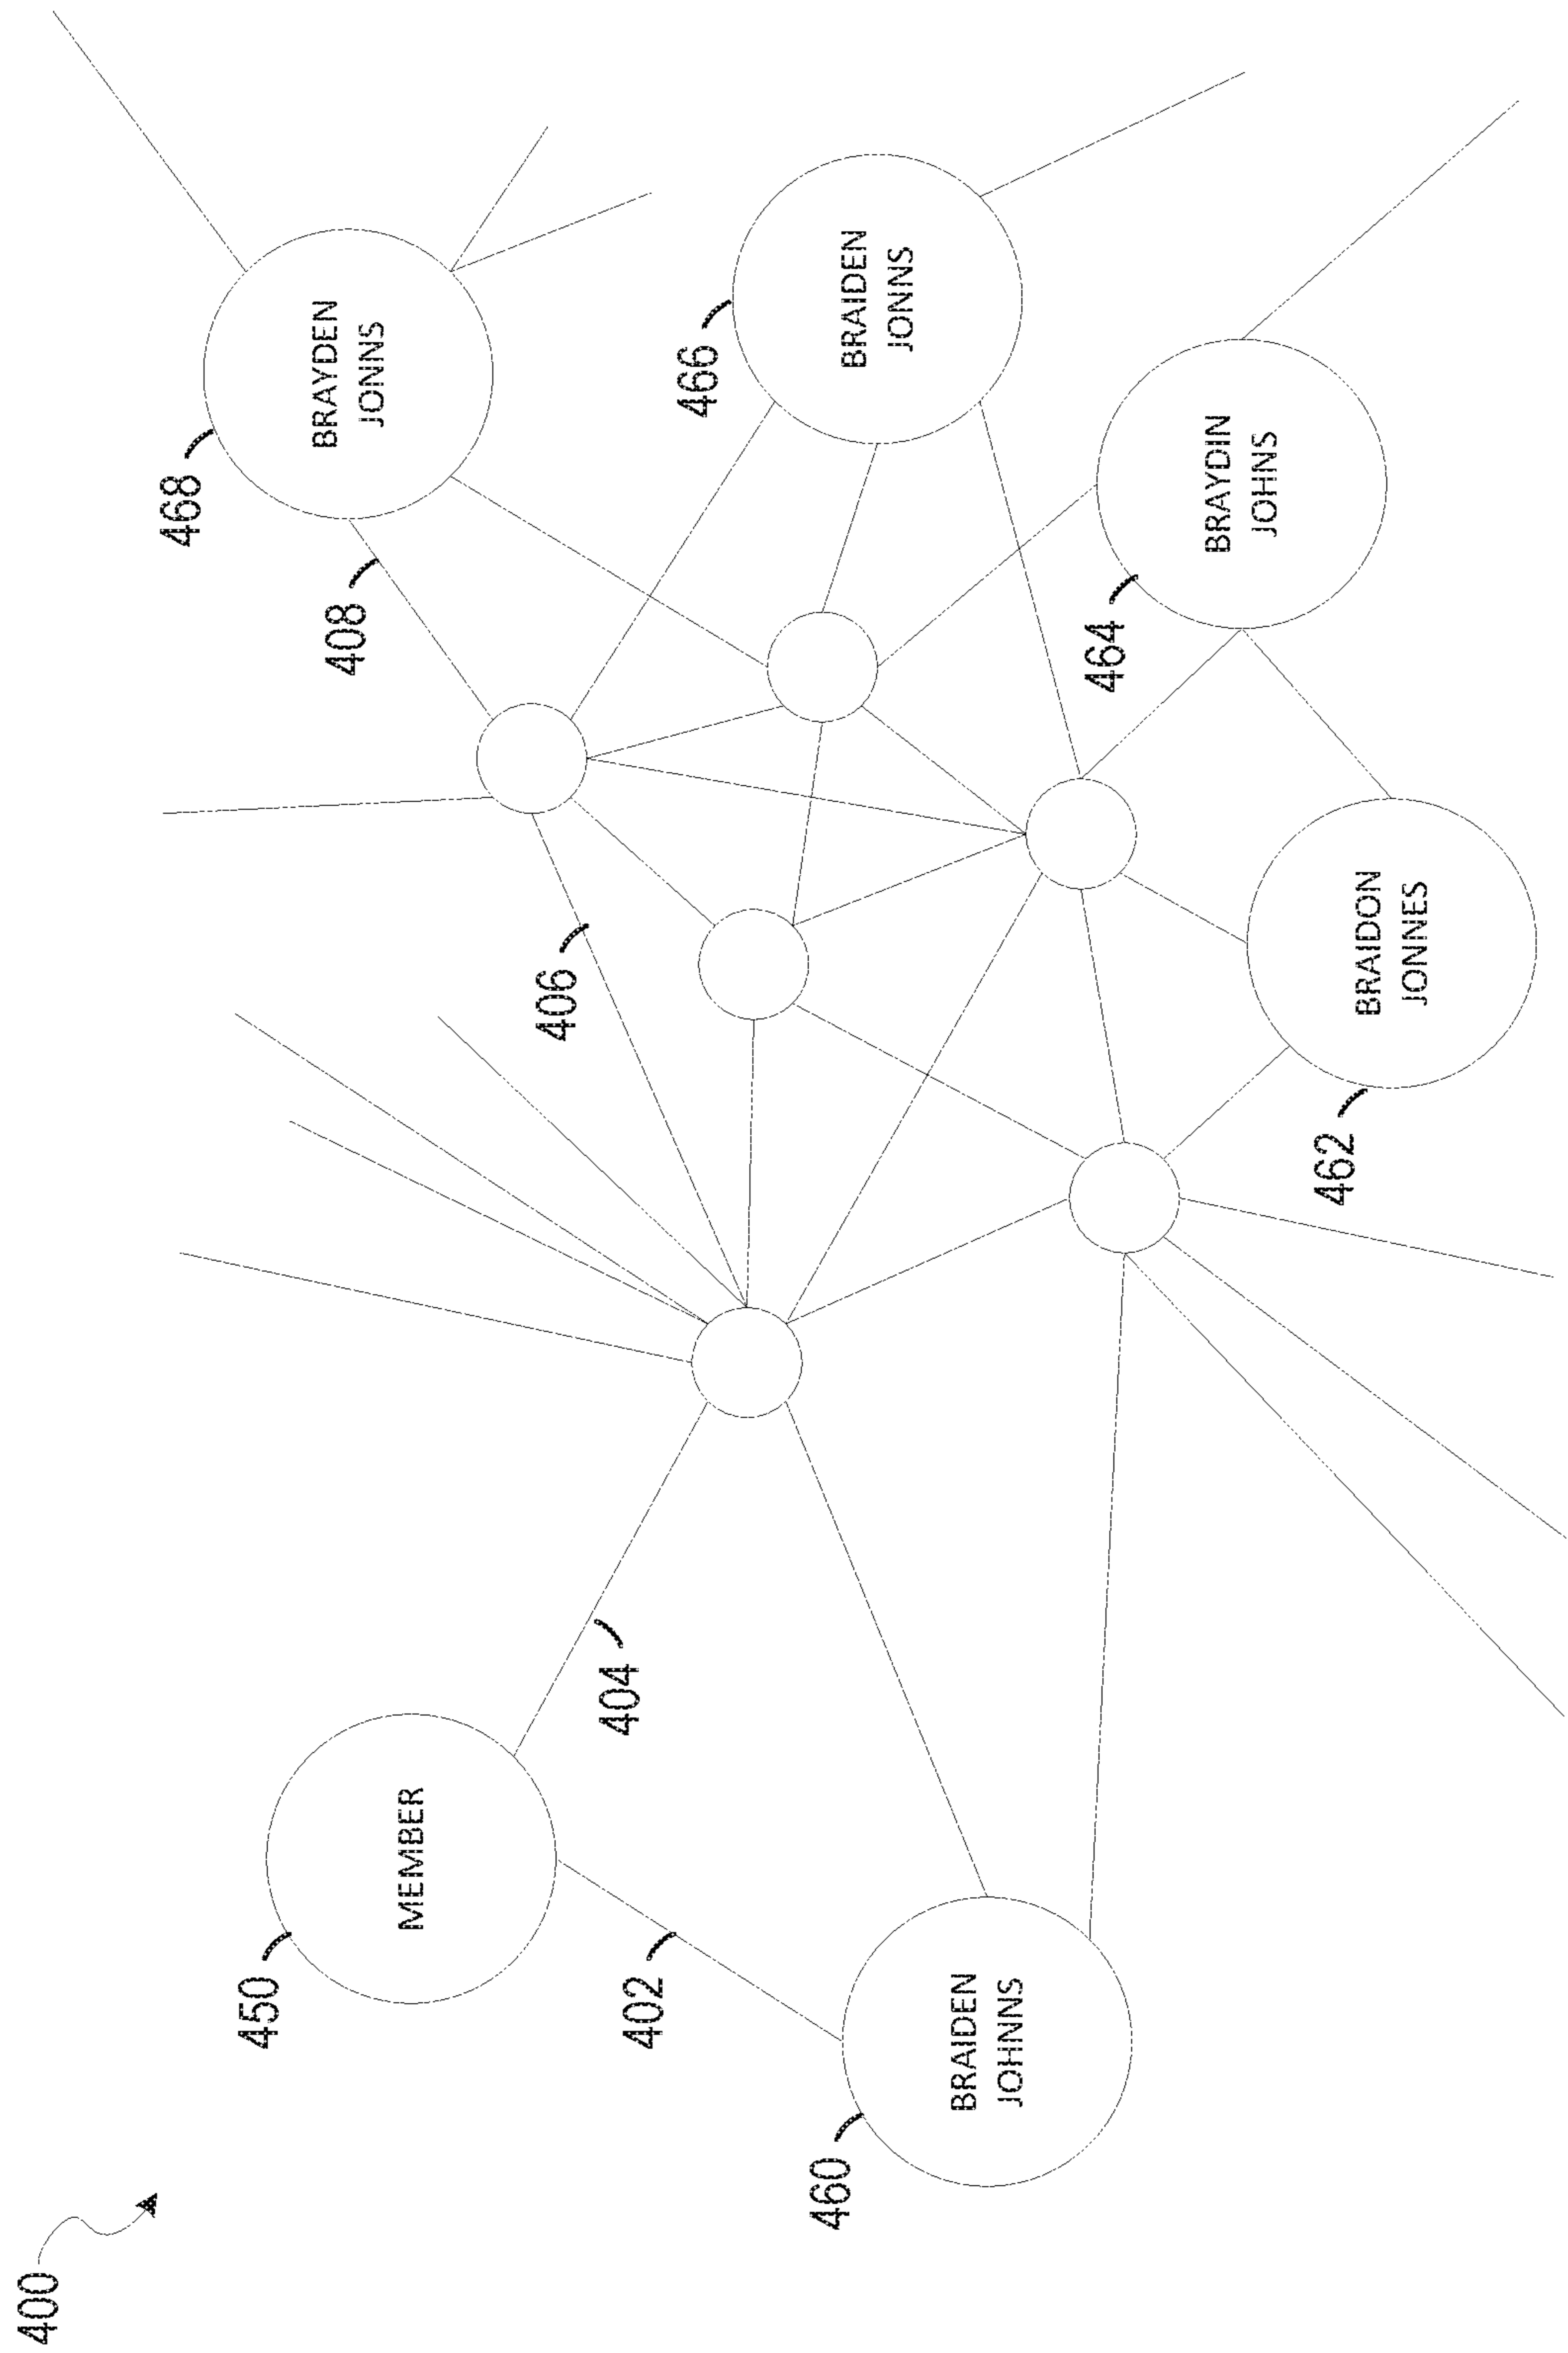 400
450
MEMBER
402
404
460
BRAIDEN
JOHNNS
406
408
468
BRAYDEN
JONNS
466
BRAIDEN
JONNS
464
BRAYDIN
JOHNS
462
BRAIDON
JONNES